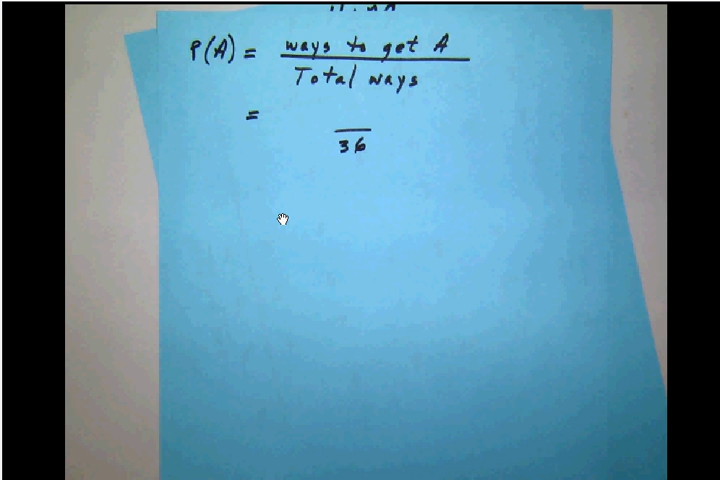 P(A) = ways to get A / Total ways
= / 36